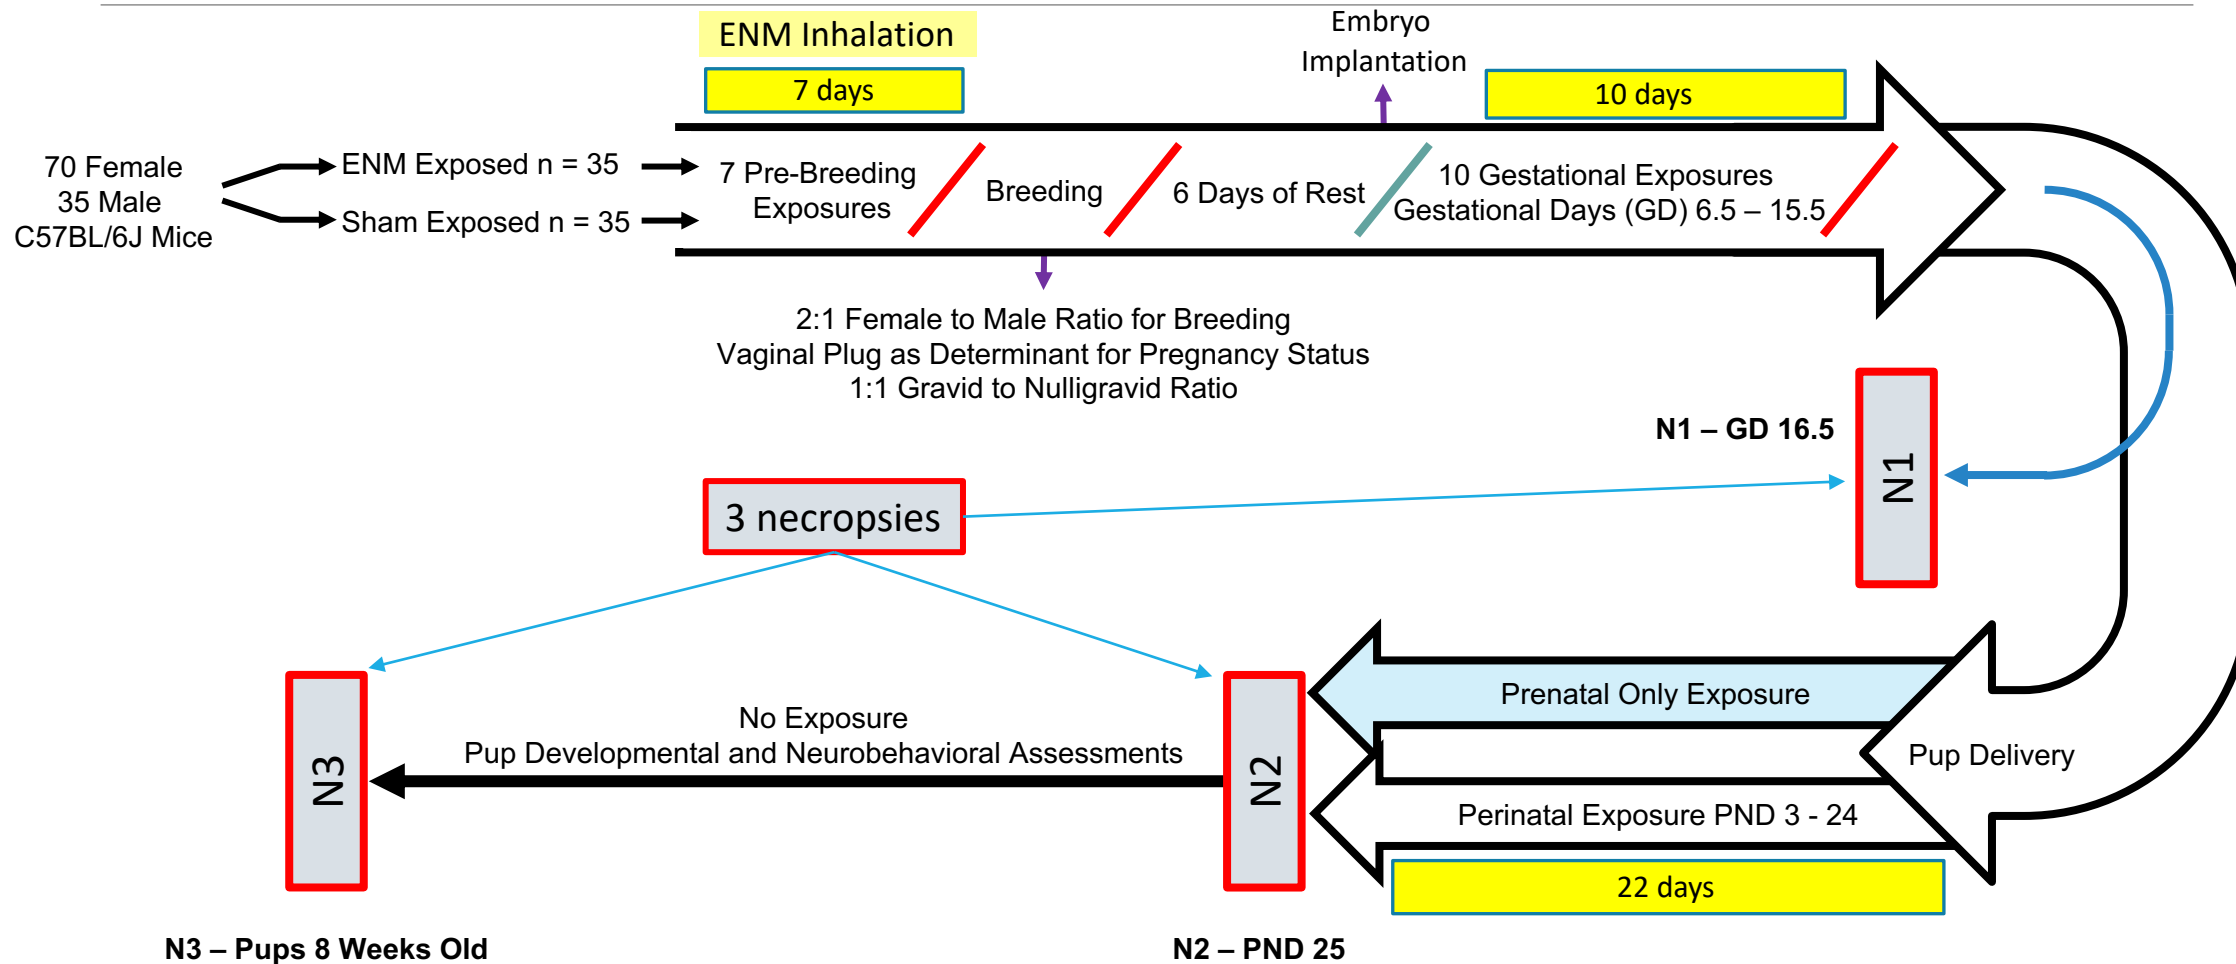 ENM Inhalation
7 days
Embryo
Implantation
10 days
70 Female
35 Male
C57BL/6J Mice
ENM Exposed n = 35
Sham Exposed n = 35
7 Pre-Breeding
Exposures
Breeding
6 Days of Rest
10 Gestational Exposures
Gestational Days (GD) 6.5 – 15.5
2:1 Female to Male Ratio for Breeding
Vaginal Plug as Determinant for Pregnancy Status
1:1 Gravid to Nulligravid Ratio
N1 – GD 16.5
N1
3 necropsies
Prenatal Only Exposure
Pup Delivery
Perinatal Exposure PND 3 - 24
22 days
No Exposure
Pup Developmental and Neurobehavioral Assessments
N3
N2
N3 – Pups 8 Weeks Old
N2 – PND 25